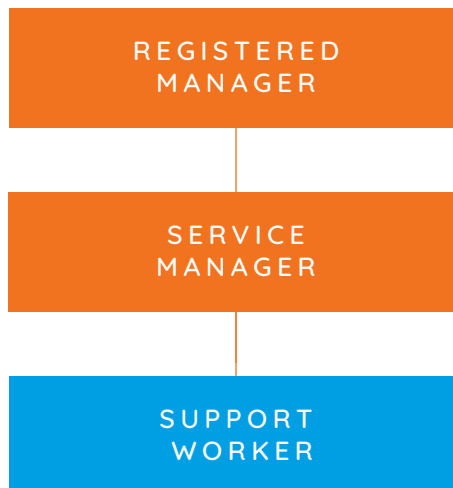 REGISTERED
MANAGER
SERVICE
MANAGER
SUPPORT
WORKER